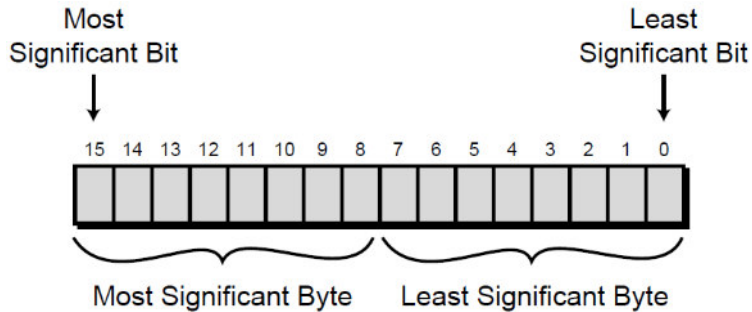 Most Least
Significant Bit Significant Bit
15 14 13 12 11 10 9 8 7 6 5 4 3 2 1 0
Most Significant Byte Least Significant Byte